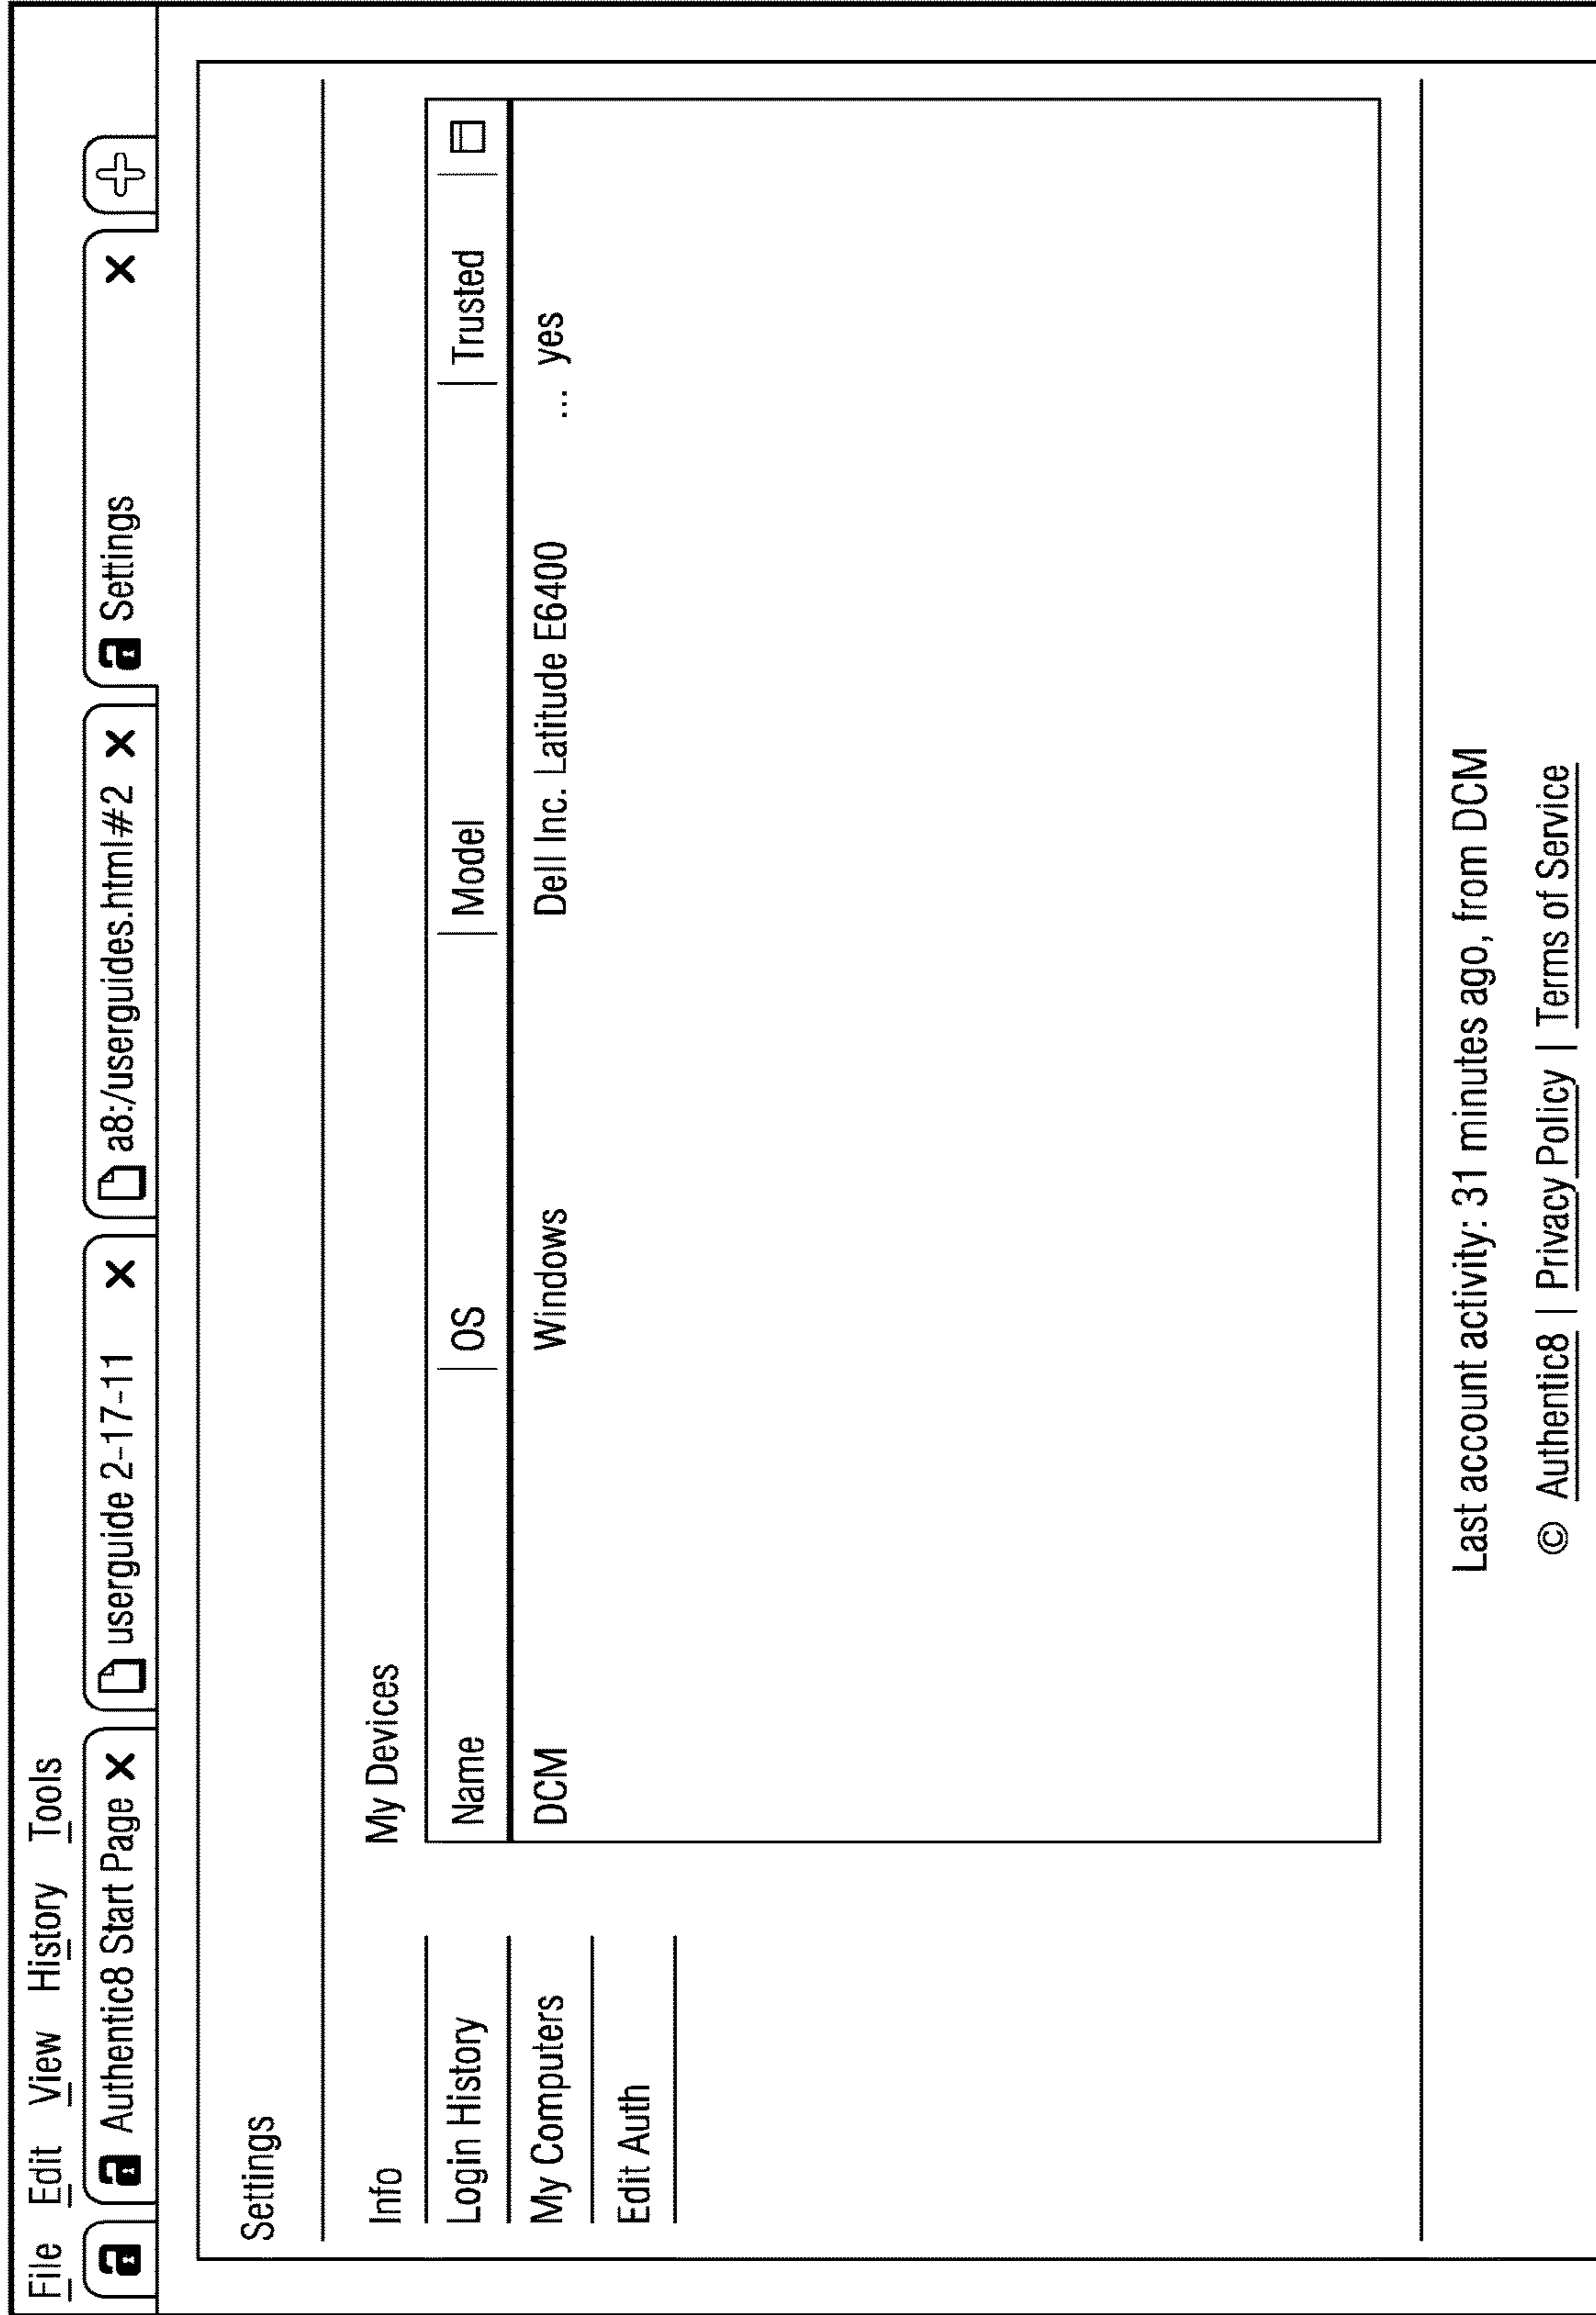 File Edit View History Tools
Authentic8 Start Page userguide 2-17-11 a8:/userguides.html#2 Settings
Settings
Info
Login History
My Computers
Edit Auth
My Devices
Name OS Model Trusted
DCM Windows Dell Inc. Latitude E6400 ... yes
Last account activity: 31 minutes ago, from DCM
© Authentic8 | Privacy Policy | Terms of Service